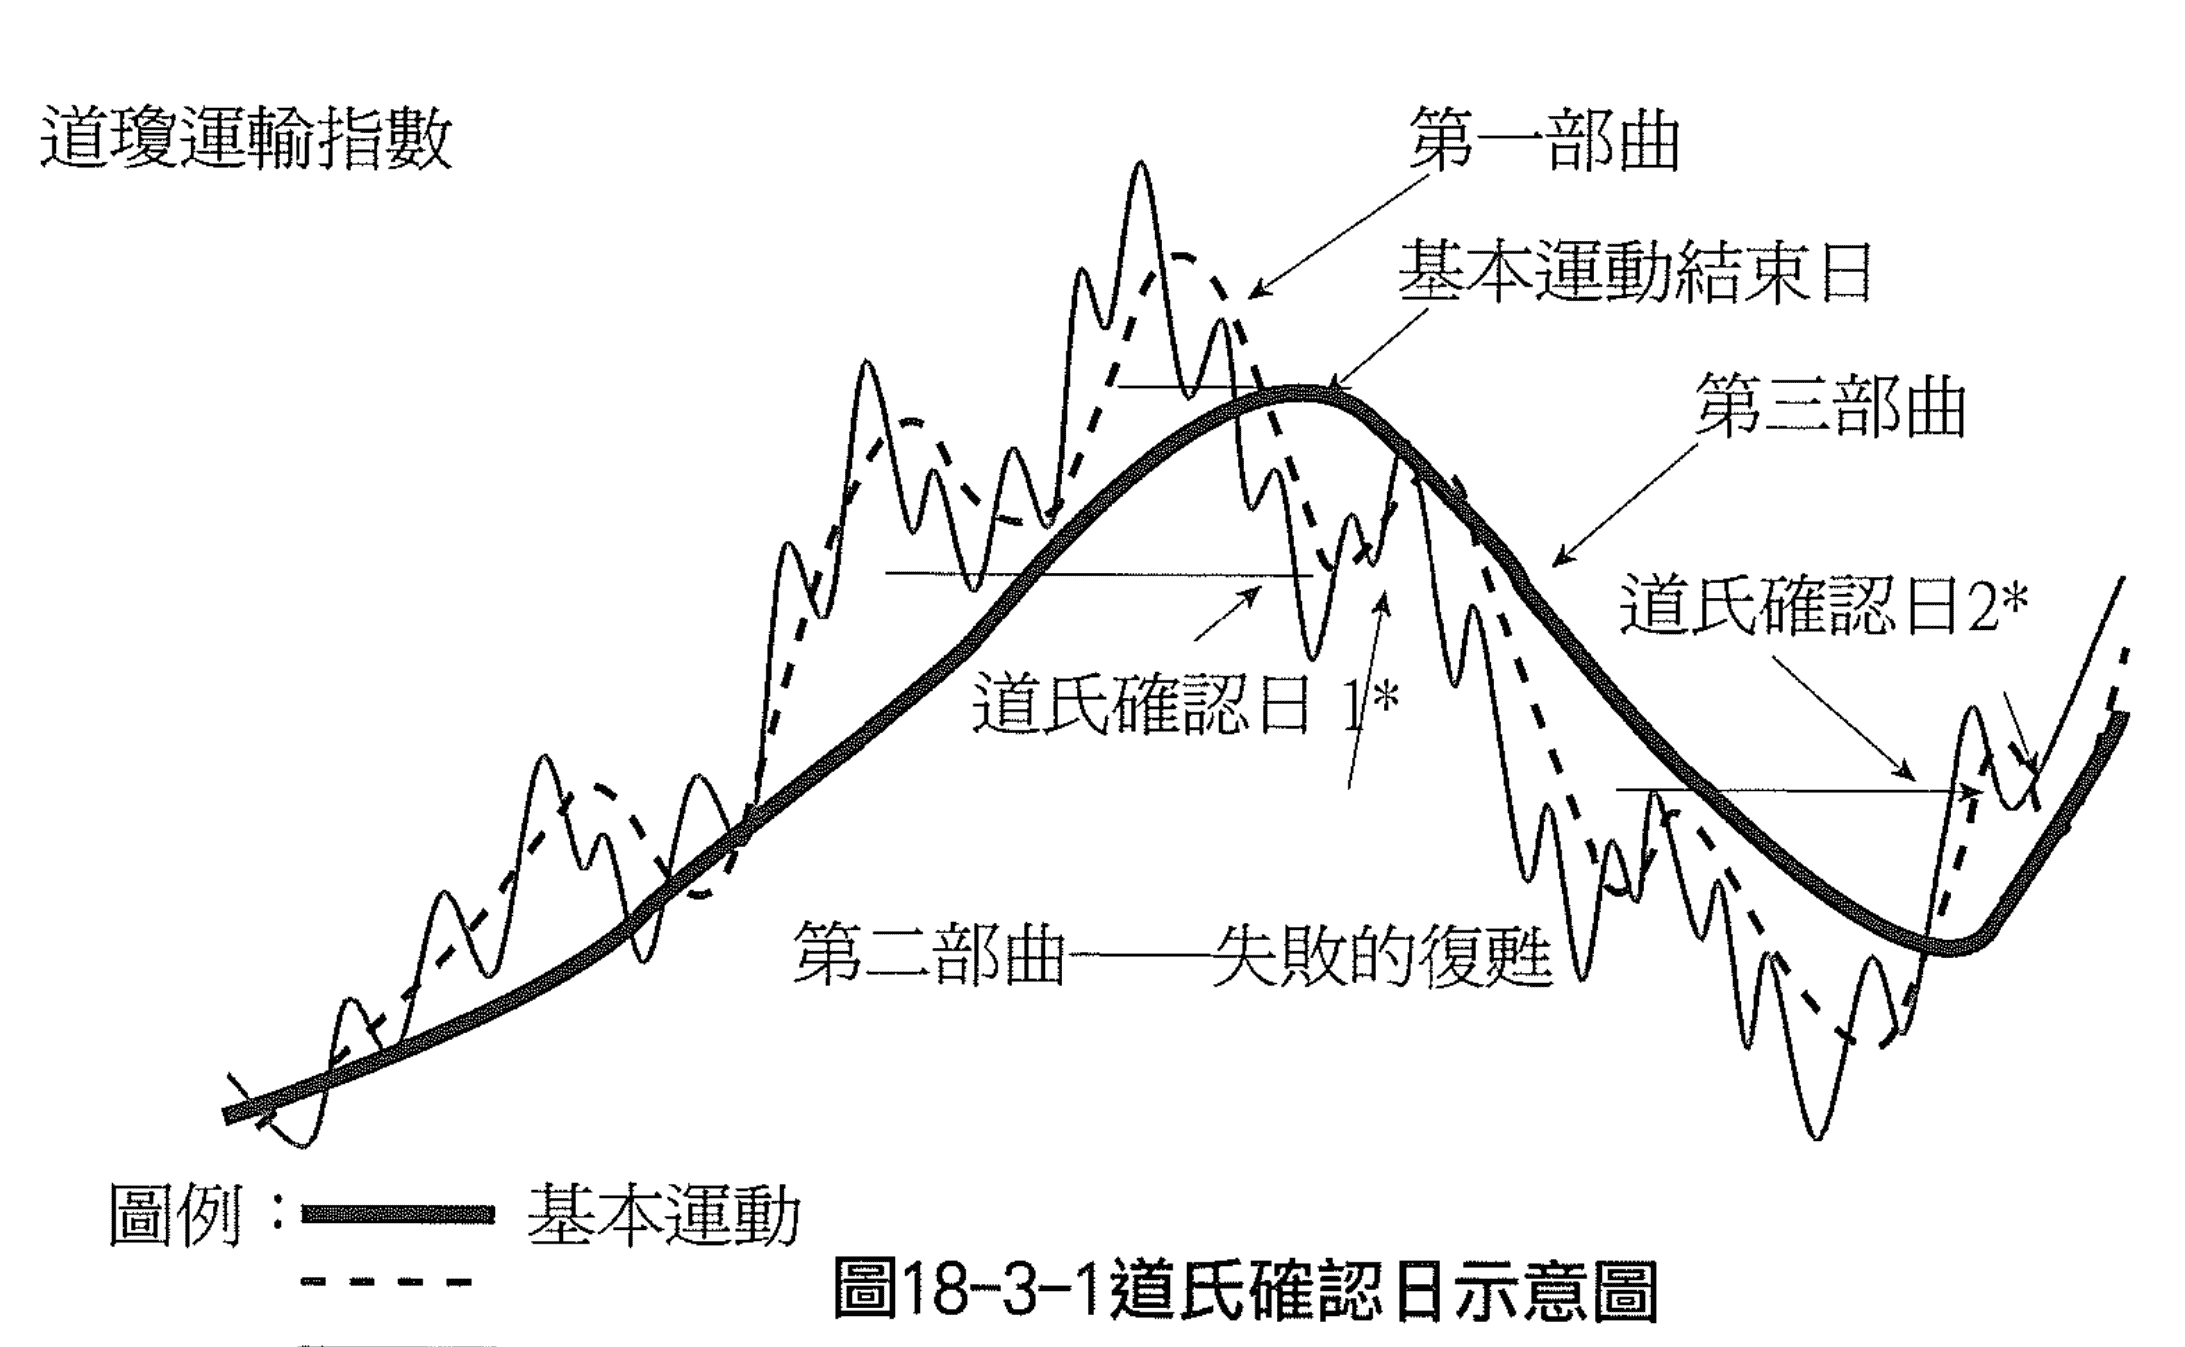 道瓊運輸指數
第一部曲
基本運動結束日
第三部曲
道氏確認日2*
道氏確認日 1*
第二部曲——失敗的復甦
圖例：
基本運動
圖18-3-1道氏確認日示意圖